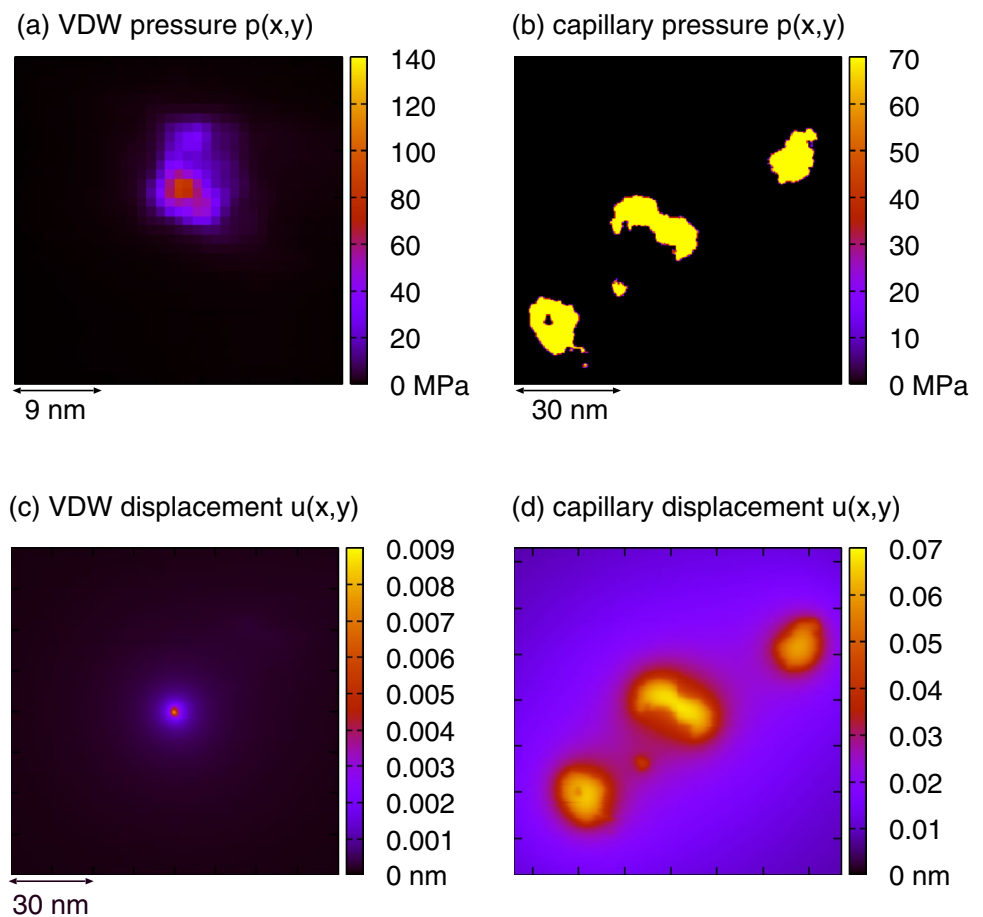 (a) VDW pressure p(x,y)
140
120
100
80
60
40
20
0 MPa
9 nm
(b) capillary pressure p(x,y)
70
60
50
40
30
20
10
0 MPa
30 nm
(c) VDW displacement u(x,y)
0.009
0.008
0.007
0.006
0.005
0.004
0.003
0.002
0.001
0 nm
30 nm
(d) capillary displacement u(x,y)
0.07
0.06
0.05
0.04
0.03
0.02
0.01
0 nm